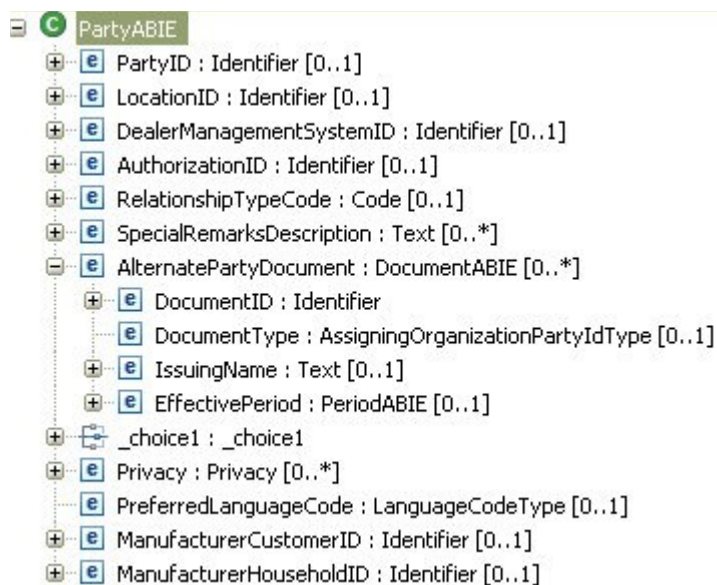 PartyABIE
PartyID : Identifier [0..1]
LocationID : Identifier [0..1]
DealerManagementSystemID : Identifier [0..1]
AuthorizationID : Identifier [0..1]
RelationshipTypeCode : Code [0..1]
SpecialRemarksDescription : Text [0..*]
AlternatePartyDocument : DocumentABIE [0..*]
DocumentID : Identifier
DocumentType : AssigningOrganizationPartyIdType [0..1]
IssuingName : Text [0..1]
EffectivePeriod : PeriodABIE [0..1]
_choice1 : _choice1
Privacy : Privacy [0..*]
PreferredLanguageCode : LanguageCodeType [0..1]
ManufacturerCustomerID : Identifier [0..1]
ManufacturerHouseholdID : Identifier [0..1]